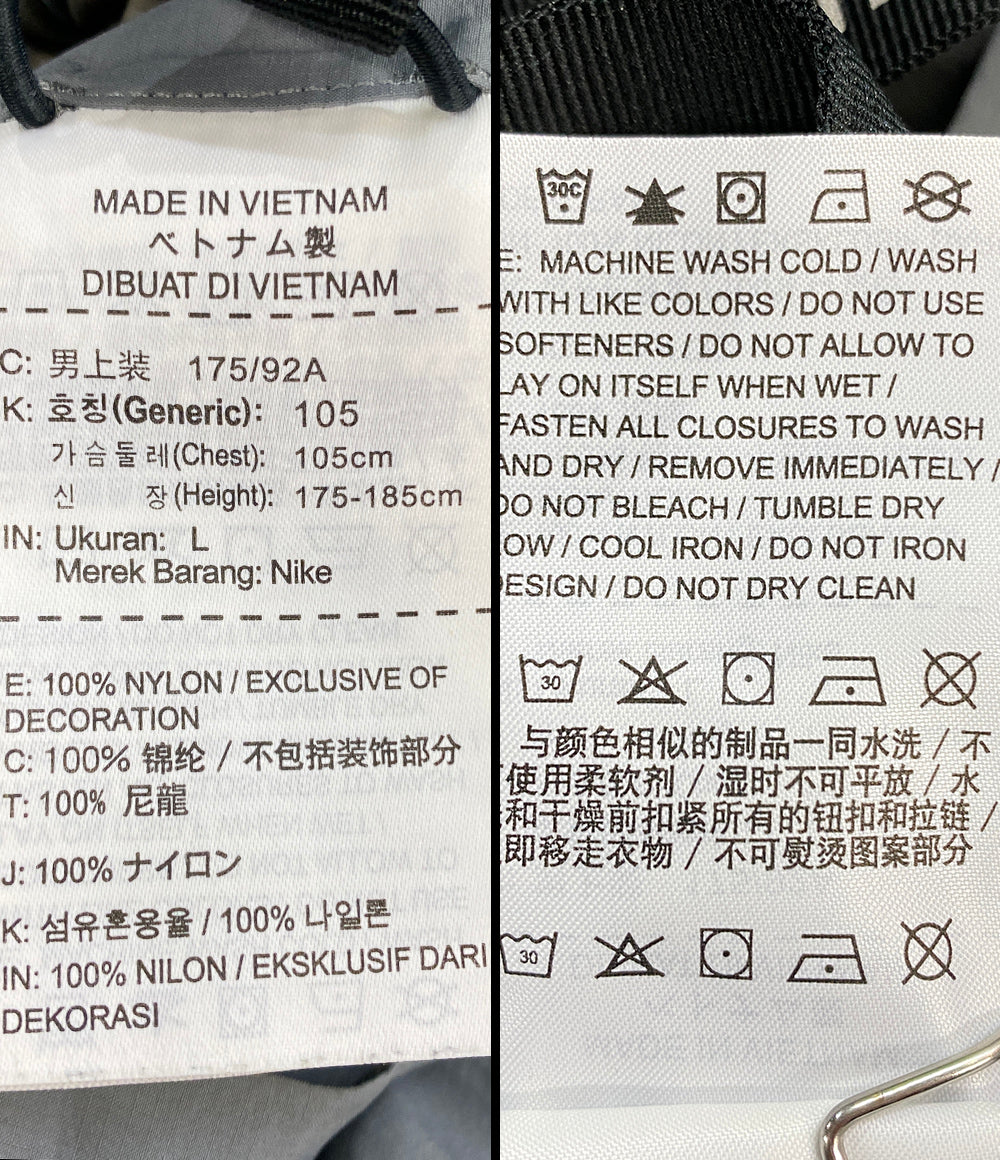 MADE IN VIETNAM
ベトナム製
DIBUAT DI VIETNAM
C: 男上装 175/92A
K: 호칭(Generic): 105
가슴둘레(Chest): 105cm
신 장(Height): 175-185cm
IN: Ukuran: L
Merek Barang: Nike
E: 100% NYLON / EXCLUSIVE OF
DECORATION
C: 100% 锦纶 / 不包括装饰部分
T: 100% 尼龍
J: 100% ナイロン
K: 섬유혼용율 / 100% 나일론
IN: 100% NILON / EKSKLUSIF DARI
DEKORASI
30C
E: MACHINE WASH COLD / WASH
WITH LIKE COLORS / DO NOT USE
SOFTENERS / DO NOT ALLOW TO
LAY ON ITSELF WHEN WET /
FASTEN ALL CLOSURES TO WASH
AND DRY / REMOVE IMMEDIATELY /
DO NOT BLEACH / TUMBLE DRY
LOW / COOL IRON / DO NOT IRON
DESIGN / DO NOT DRY CLEAN
30
与颜色相似的制品一同水洗 / 不
使用柔软剂 / 湿时不可平放 / 水
和干燥前扣紧所有的钮扣和拉链 /
即移走衣物 / 不可熨烫图案部分
30